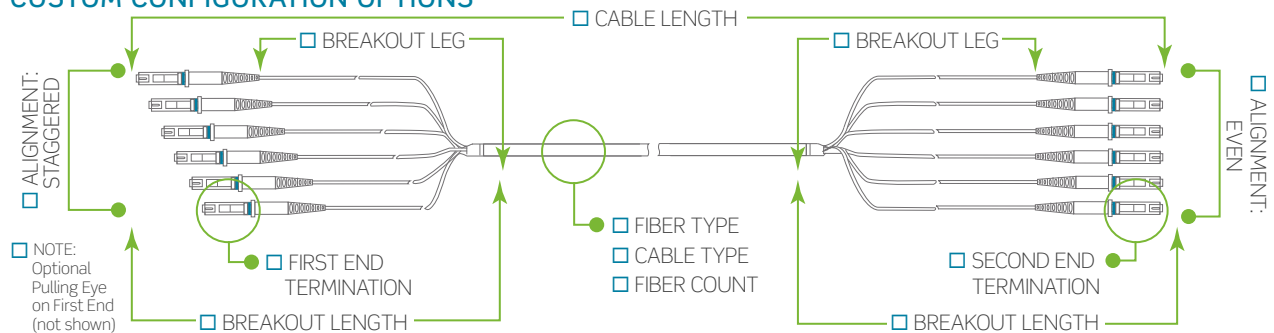 CUSTOM CONFIGURATION OPTIONS
CABLE LENGTH
BREAKOUT LEG
BREAKOUT LEG
ALIGNMENT:
STAGGERED
ALIGNMENT:
EVEN
FIBER TYPE
CABLE TYPE
FIBER COUNT
NOTE:
Optional
Pulling Eye
on First End
(not shown)
FIRST END
TERMINATION
SECOND END
TERMINATION
BREAKOUT LENGTH
BREAKOUT LENGTH